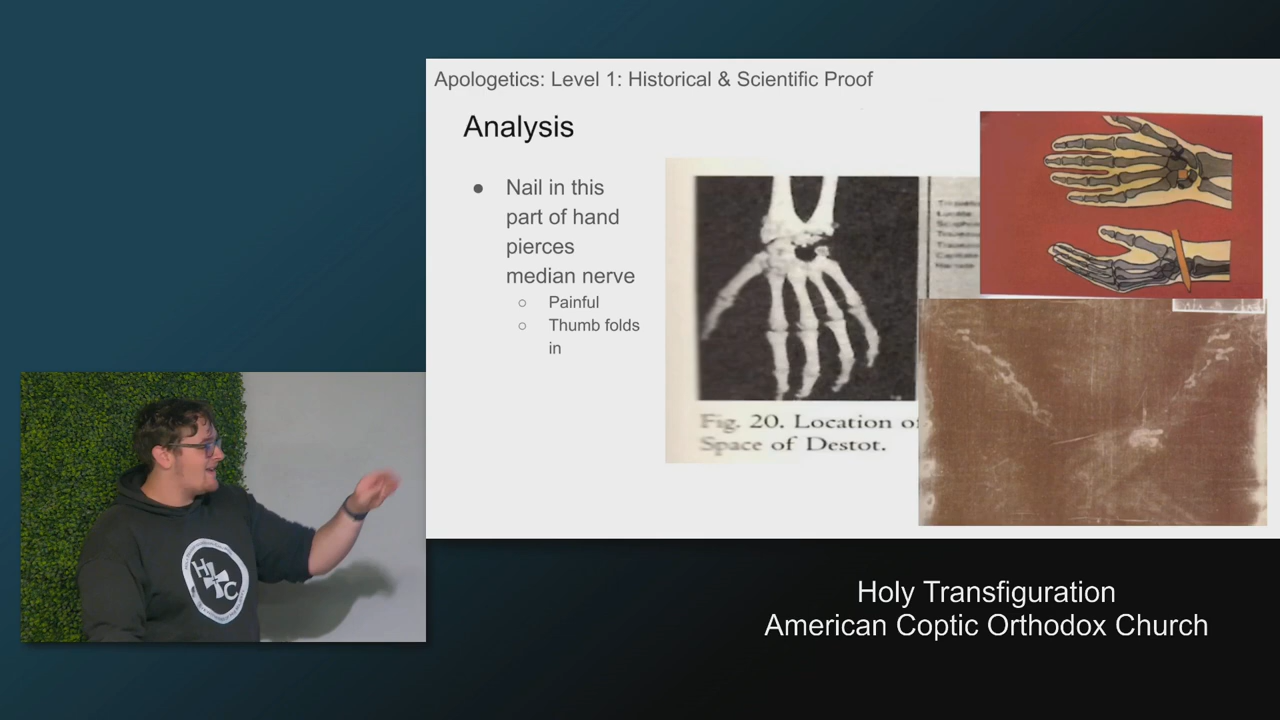 Apologetics: Level 1: Historical & Scientific Proof
Analysis
● Nail in this
part of hand
pierces
median nerve
○ Painful
○ Thumb folds
in
Fig. 20. Location of
Space of Destot.
H C
Holy Transfiguration
American Coptic Orthodox Church